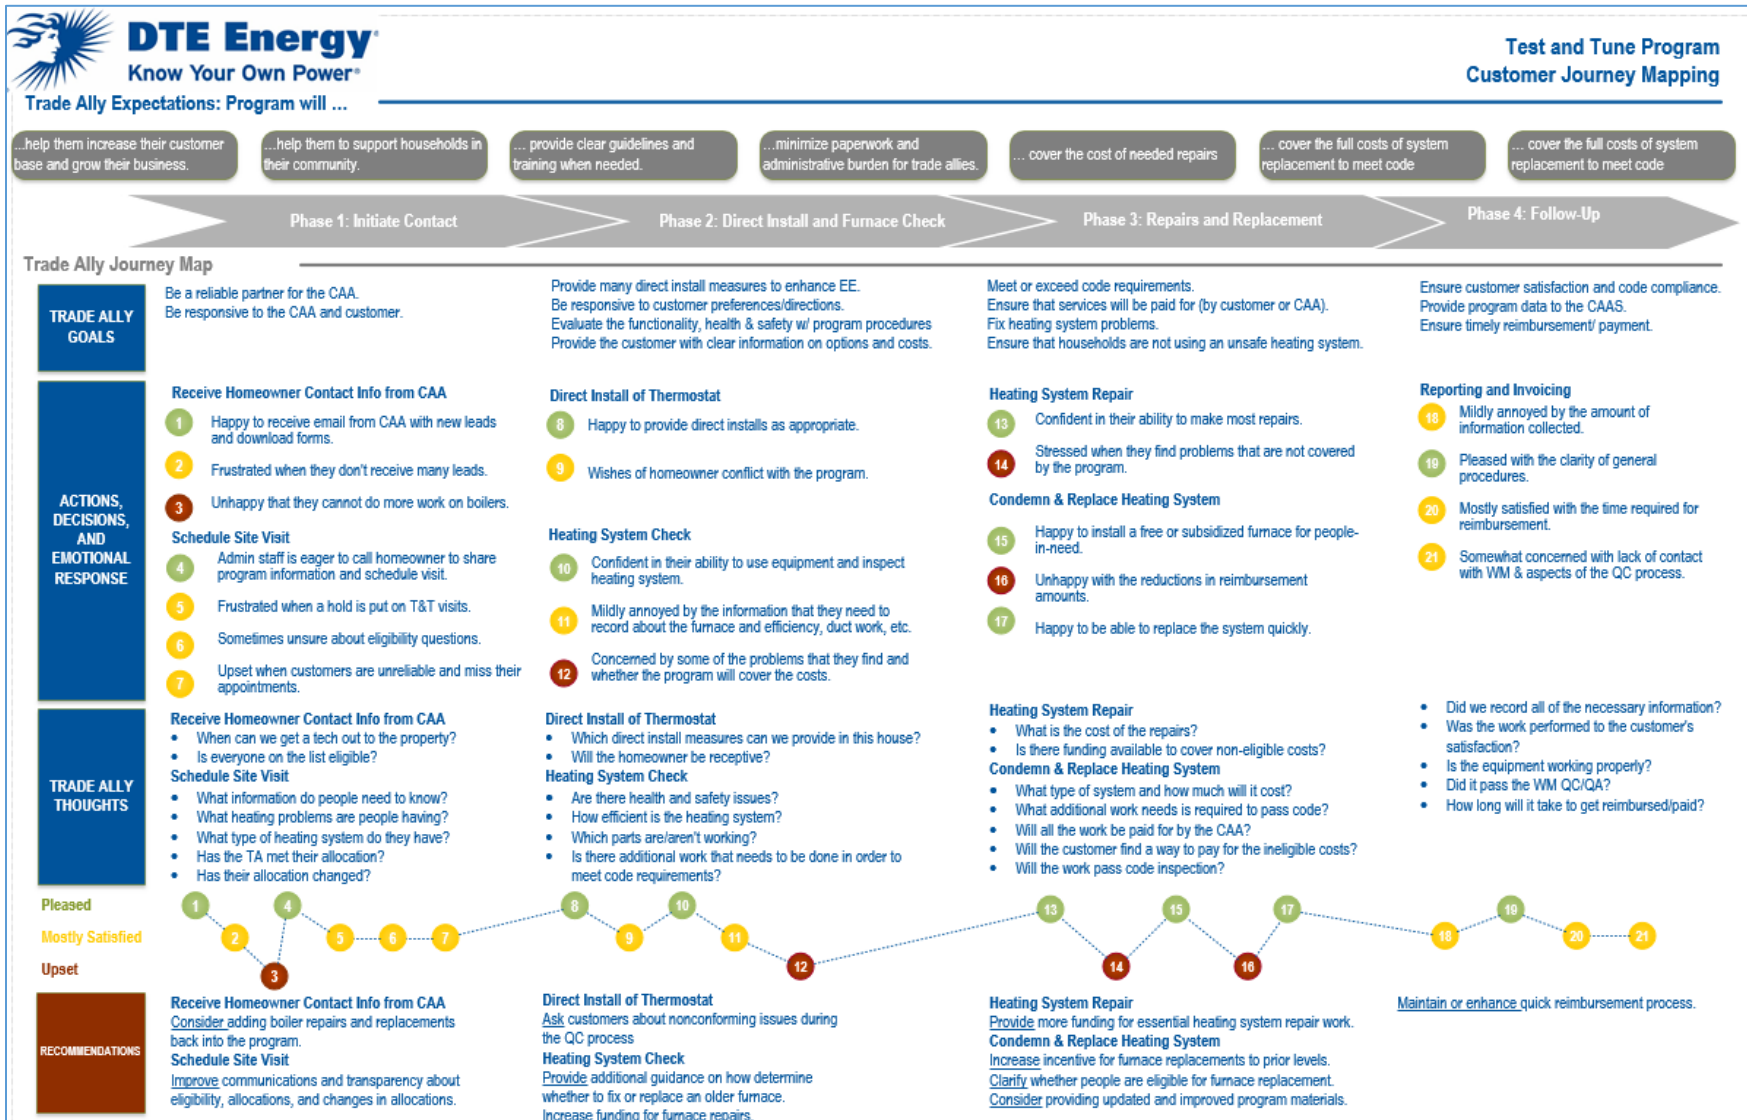 DTE Energy®
Know Your Own Power®
Test and Tune Program
Customer Journey Mapping
Trade Ally Expectations: Program will ...
...help them increase their customer
base and grow their business.
...help them to support households in
their community.
... provide clear guidelines and
training when needed.
...minimize paperwork and
administrative burden for trade allies.
... cover the cost of needed repairs
... cover the full costs of system
replacement to meet code
... cover the full costs of system
replacement to meet code
Phase 1: Initiate Contact
Phase 2: Direct Install and Furnace Check
Phase 3: Repairs and Replacement
Phase 4: Follow-Up
Trade Ally Journey Map
TRADE ALLY
GOALS
Be a reliable partner for the CAA.
Be responsive to the CAA and customer.
Provide many direct install measures to enhance EE.
Be responsive to customer preferences/directions.
Evaluate the functionality, health & safety w/ program procedures
Provide the customer with clear information on options and costs.
Meet or exceed code requirements.
Ensure that services will be paid for (by customer or CAA).
Fix heating system problems.
Ensure that households are not using an unsafe heating system.
Ensure customer satisfaction and code compliance.
Provide program data to the CAAS.
Ensure timely reimbursement/ payment.
ACTIONS,
DECISIONS,
AND
EMOTIONAL
RESPONSE
Receive Homeowner Contact Info from CAA
1 Happy to receive email from CAA with new leads
and download forms.
2 Frustrated when they don't receive many leads.
3 Unhappy that they cannot do more work on boilers.
Schedule Site Visit
4 Admin staff is eager to call homeowner to share
program information and schedule visit.
5 Frustrated when a hold is put on T&T visits.
6 Sometimes unsure about eligibility questions.
7 Upset when customers are unreliable and miss their
appointments.
Direct Install of Thermostat
8 Happy to provide direct installs as appropriate.
9 Wishes of homeowner conflict with the program.
Heating System Check
10 Confident in their ability to use equipment and inspect
heating system.
11 Mildly annoyed by the information that they need to
record about the furnace and efficiency, duct work, etc.
12 Concerned by some of the problems that they find and
whether the program will cover the costs.
Heating System Repair
13 Confident in their ability to make most repairs.
14 Stressed when they find problems that are not covered
by the program.
Condemn & Replace Heating System
15 Happy to install a free or subsidized furnace for people-
in-need.
16 Unhappy with the reductions in reimbursement
amounts.
17 Happy to be able to replace the system quickly.
Reporting and Invoicing
18 Mildly annoyed by the amount of
information collected.
19 Pleased with the clarity of general
procedures.
20 Mostly satisfied with the time required for
reimbursement.
21 Somewhat concerned with lack of contact
with WM & aspects of the QC process.
TRADE ALLY
THOUGHTS
Receive Homeowner Contact Info from CAA
• When can we get a tech out to the property?
• Is everyone on the list eligible?
Schedule Site Visit
• What information do people need to know?
• What heating problems are people having?
• What type of heating system do they have?
• Has the TA met their allocation?
• Has their allocation changed?
Direct Install of Thermostat
• Which direct install measures can we provide in this house?
• Will the homeowner be receptive?
Heating System Check
• Are there health and safety issues?
• How efficient is the heating system?
• Which parts are/aren't working?
• Is there additional work that needs to be done in order to
meet code requirements?
Heating System Repair
• What is the cost of the repairs?
• Is there funding available to cover non-eligible costs?
Condemn & Replace Heating System
• What type of system and how much will it cost?
• What additional work needs is required to pass code?
• Will all the work be paid for by the CAA?
• Will the customer find a way to pay for the ineligible costs?
• Will the work pass code inspection?
• Did we record all of the necessary information?
• Was the work performed to the customer's
satisfaction?
• Is the equipment working properly?
• Did it pass the WM QC/QA?
• How long will it take to get reimbursed/paid?
Pleased
Mostly Satisfied
Upset
1 2 3 4 5 6 7 8 9 10 11 12 13 14 15 16 17 18 19 20 21
RECOMMENDATIONS
Receive Homeowner Contact Info from CAA
Consider adding boiler repairs and replacements
back into the program.
Schedule Site Visit
Improve communications and transparency about
eligibility, allocations, and changes in allocations.
Direct Install of Thermostat
Ask customers about nonconforming issues during
the QC process
Heating System Check
Provide additional guidance on how determine
whether to fix or replace an older furnace.
Increase funding for furnace repairs.
Heating System Repair
Provide more funding for essential heating system repair work.
Condemn & Replace Heating System
Increase incentive for furnace replacements to prior levels.
Clarify whether people are eligible for furnace replacement.
Consider providing updated and improved program materials.
Maintain or enhance quick reimbursement process.